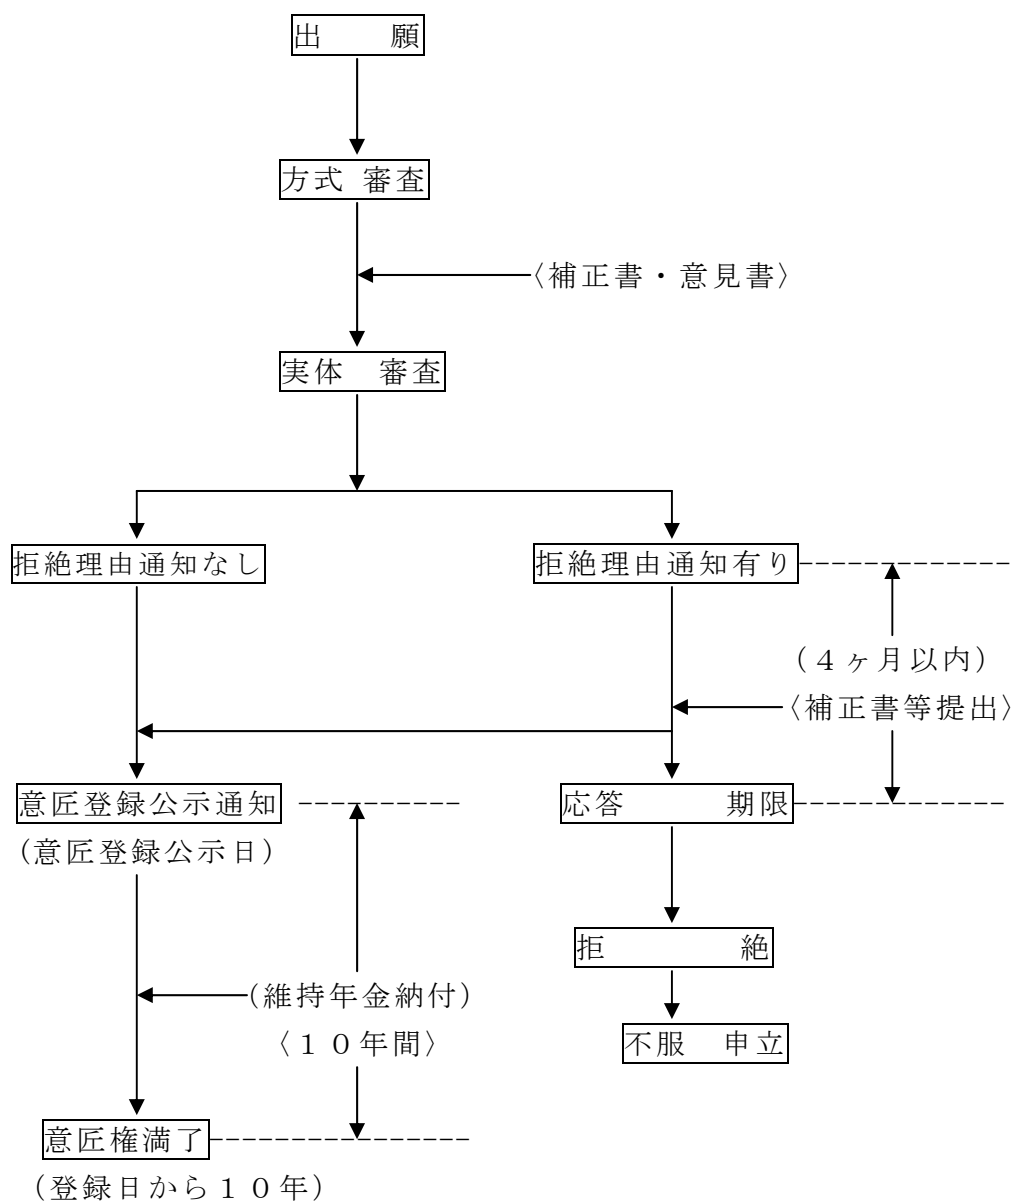 出　　願
方式 審査
〈補正書・意見書〉
実体　審査
拒絶理由通知なし
拒絶理由通知有り
(４ヶ月以内)
〈補正書等提出〉
意匠登録公示通知
(意匠登録公示日)
応答　　　期限
拒　　　　絶
(維持年金納付)
〈１０年間〉
不服　申立
意匠権満了
(登録日から１０年)